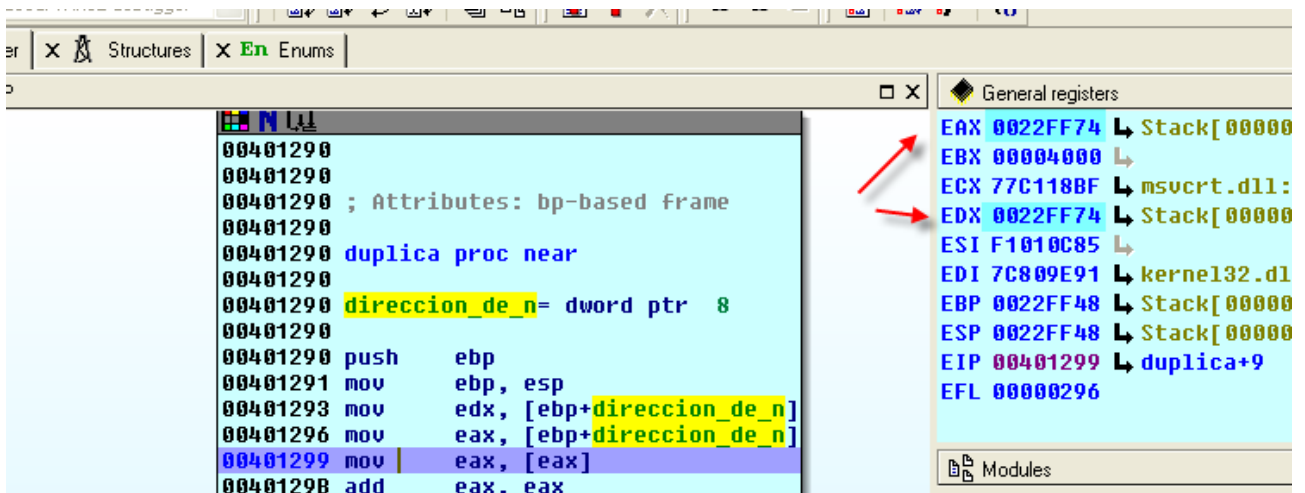 er x Structures x En Enums
General registers
N
00401290
00401290
00401290 ; Attributes: bp-based frame
00401290
00401290 duplica proc near
00401290
00401290 direccion_de_n= dword ptr 8
00401290
00401290 push ebp
00401291 mov ebp, esp
00401293 mov edx, [ebp+direccion_de_n]
00401296 mov eax, [ebp+direccion_de_n]
00401299 mov eax, [eax]
0040129B add eax, eax
EAX 0022FF74 Stack[00000
EBX 00004000
ECX 77C118BF msvcrt.dll:
EDX 0022FF74 Stack[00000
ESI F1010C85
EDI 7C809E91 kernel32.dl
EBP 0022FF48 Stack[00000
ESP 0022FF48 Stack[00000
EIP 00401299 duplica+9
EFL 00000296
Modules